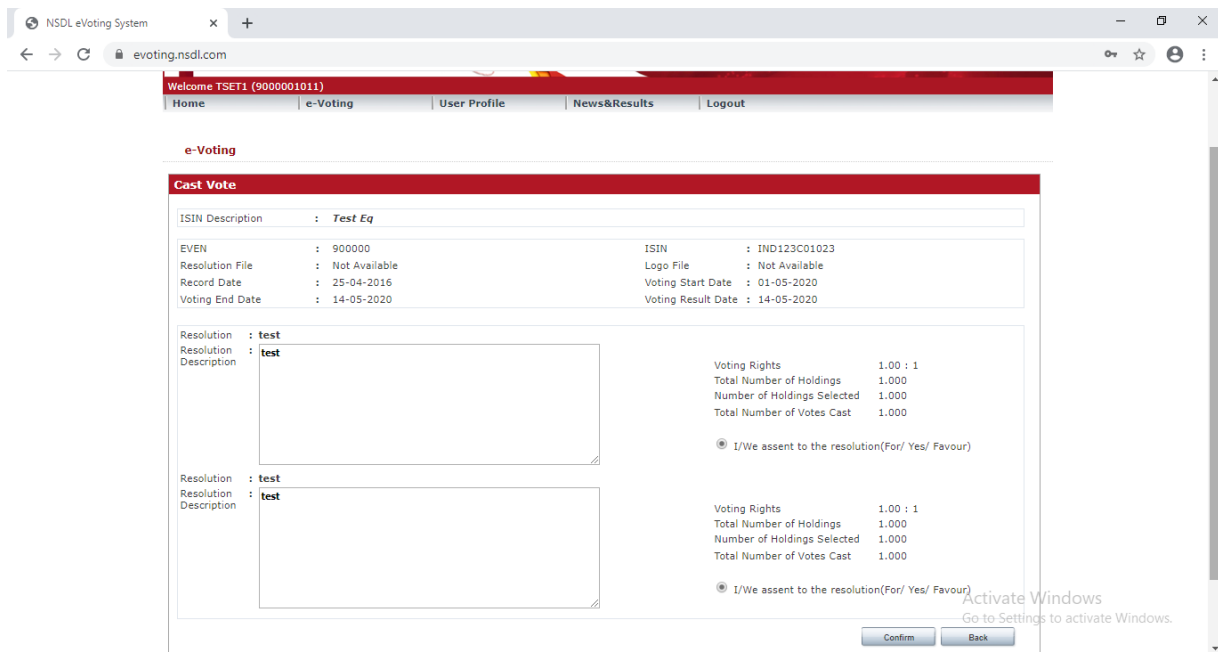 NSDL eVoting System
evoting.nsdl.com
Welcome TSET1 (9000001011)
Home e-Voting User Profile News&Results Logout
e-Voting
Cast Vote
ISIN Description : Test Eq
EVEN : 900000 ISIN : IND123C01023
Resolution File : Not Available Logo File : Not Available
Record Date : 25-04-2016 Voting Start Date : 01-05-2020
Voting End Date : 14-05-2020 Voting Result Date : 14-05-2020
Resolution : test
Resolution Description : test
Voting Rights 1.00 : 1
Total Number of Holdings 1.000
Number of Holdings Selected 1.000
Total Number of Votes Cast 1.000
I/We assent to the resolution(For/ Yes/ Favour)
Resolution : test
Resolution Description : test
Voting Rights 1.00 : 1
Total Number of Holdings 1.000
Number of Holdings Selected 1.000
Total Number of Votes Cast 1.000
I/We assent to the resolution(For/ Yes/ Favour)
Activate Windows
Go to Settings to activate Windows.
Confirm Back